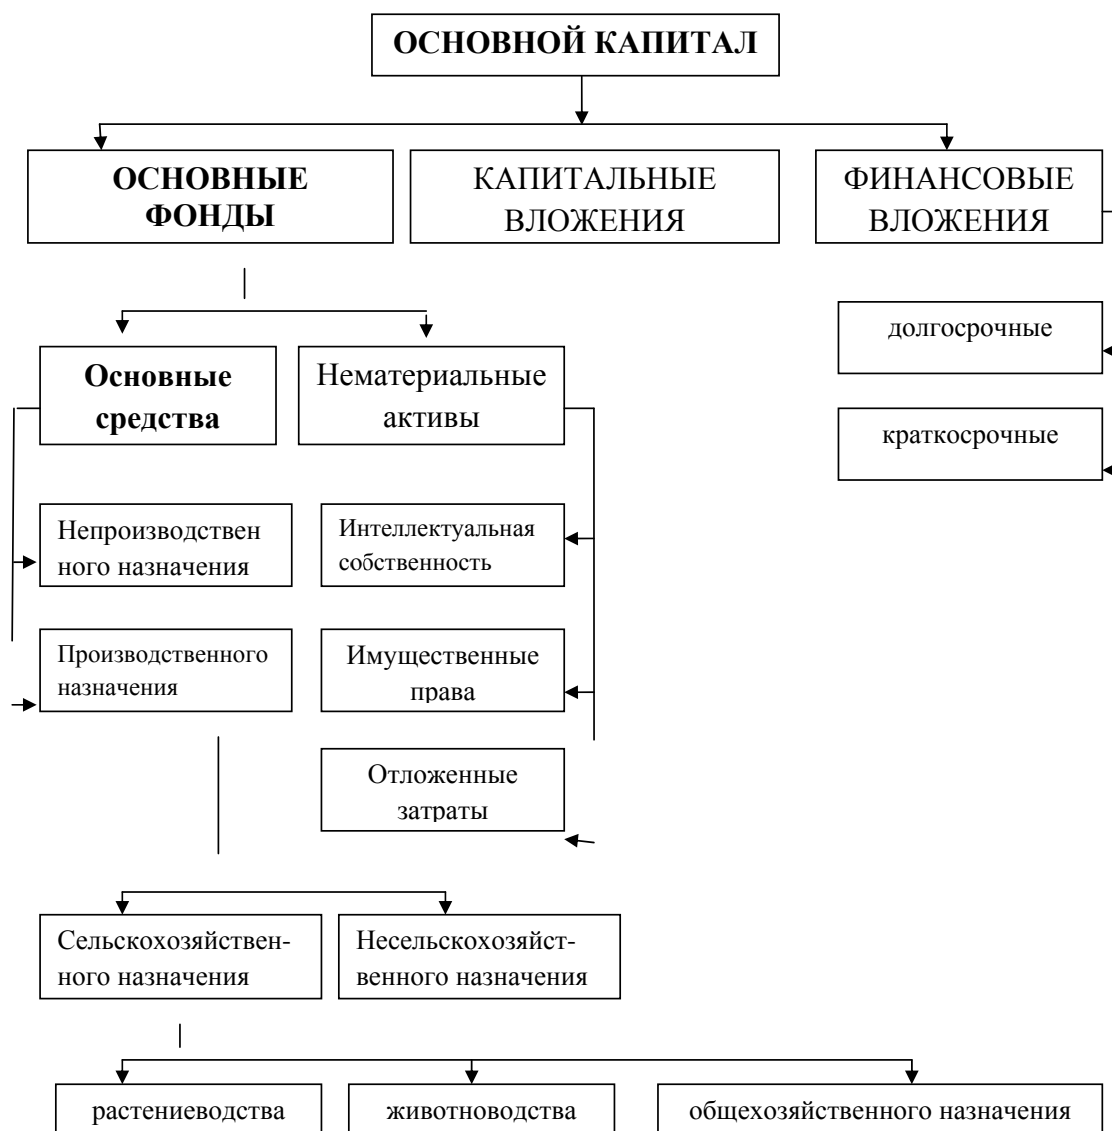 ОСНОВНОЙ КАПИТАЛ
ОСНОВНЫЕ
ФОНДЫ
КАПИТАЛЬНЫЕ
ВЛОЖЕНИЯ
ФИНАНСОВЫЕ
ВЛОЖЕНИЯ
долгосрочные
краткосрочные
Основные
средства
Нематериальные
активы
Непроизводствен
ного назначения
Производственного
назначения
Интеллектуальная
собственность
Имущественные
права
Отложенные
затраты
Сельскохозяйствен-
ного назначения
Несельскохозяйст-
венного назначения
растениеводства
животноводства
общехозяйственного назначения